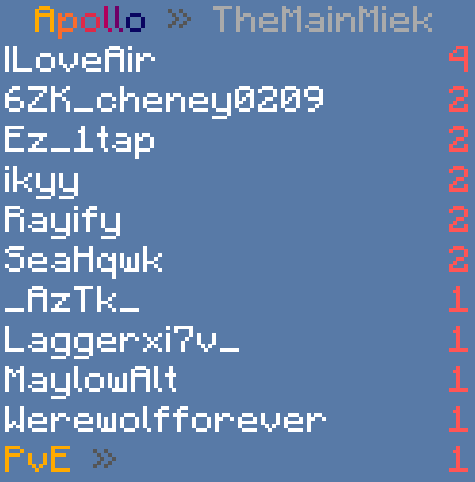 Apollo » TheMainMiek
ILoveAir 4
6ZK_cheney0209 2
Ez_1tap 2
ikyy 2
Rayify 2
SeaHqwk 2
_AzTk_ 1
Laggerxi7v_ 1
MaylowAlt 1
Werewolfforever 1
PvE » 1